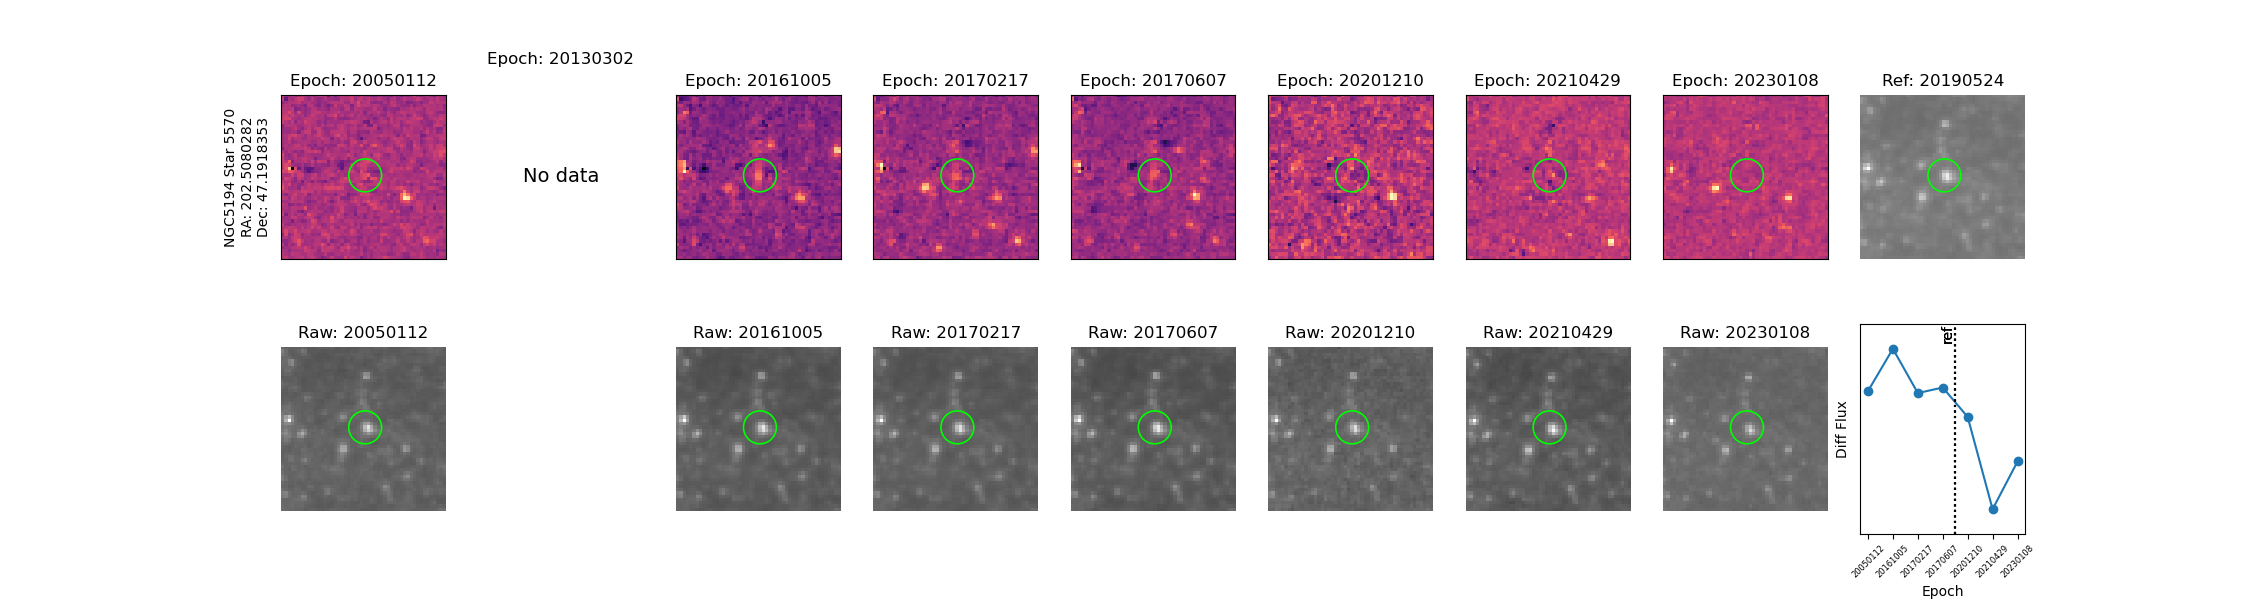 Epoch: 20130302
Epoch: 20050112
Epoch: 20161005
Epoch: 20170217
Epoch: 20170607
Epoch: 20201210
Epoch: 20210429
Epoch: 20230108
Ref: 20190524
NGC5194 Star 5570
RA: 202.5080282
Dec: 47.1918353
No data
Raw: 20050112
Raw: 20161005
Raw: 20170217
Raw: 20170607
Raw: 20201210
Raw: 20210429
Raw: 20230108
ref
Diff Flux
20050112
20161005
20170217
20170607
20201210
20210429
20230108
Epoch